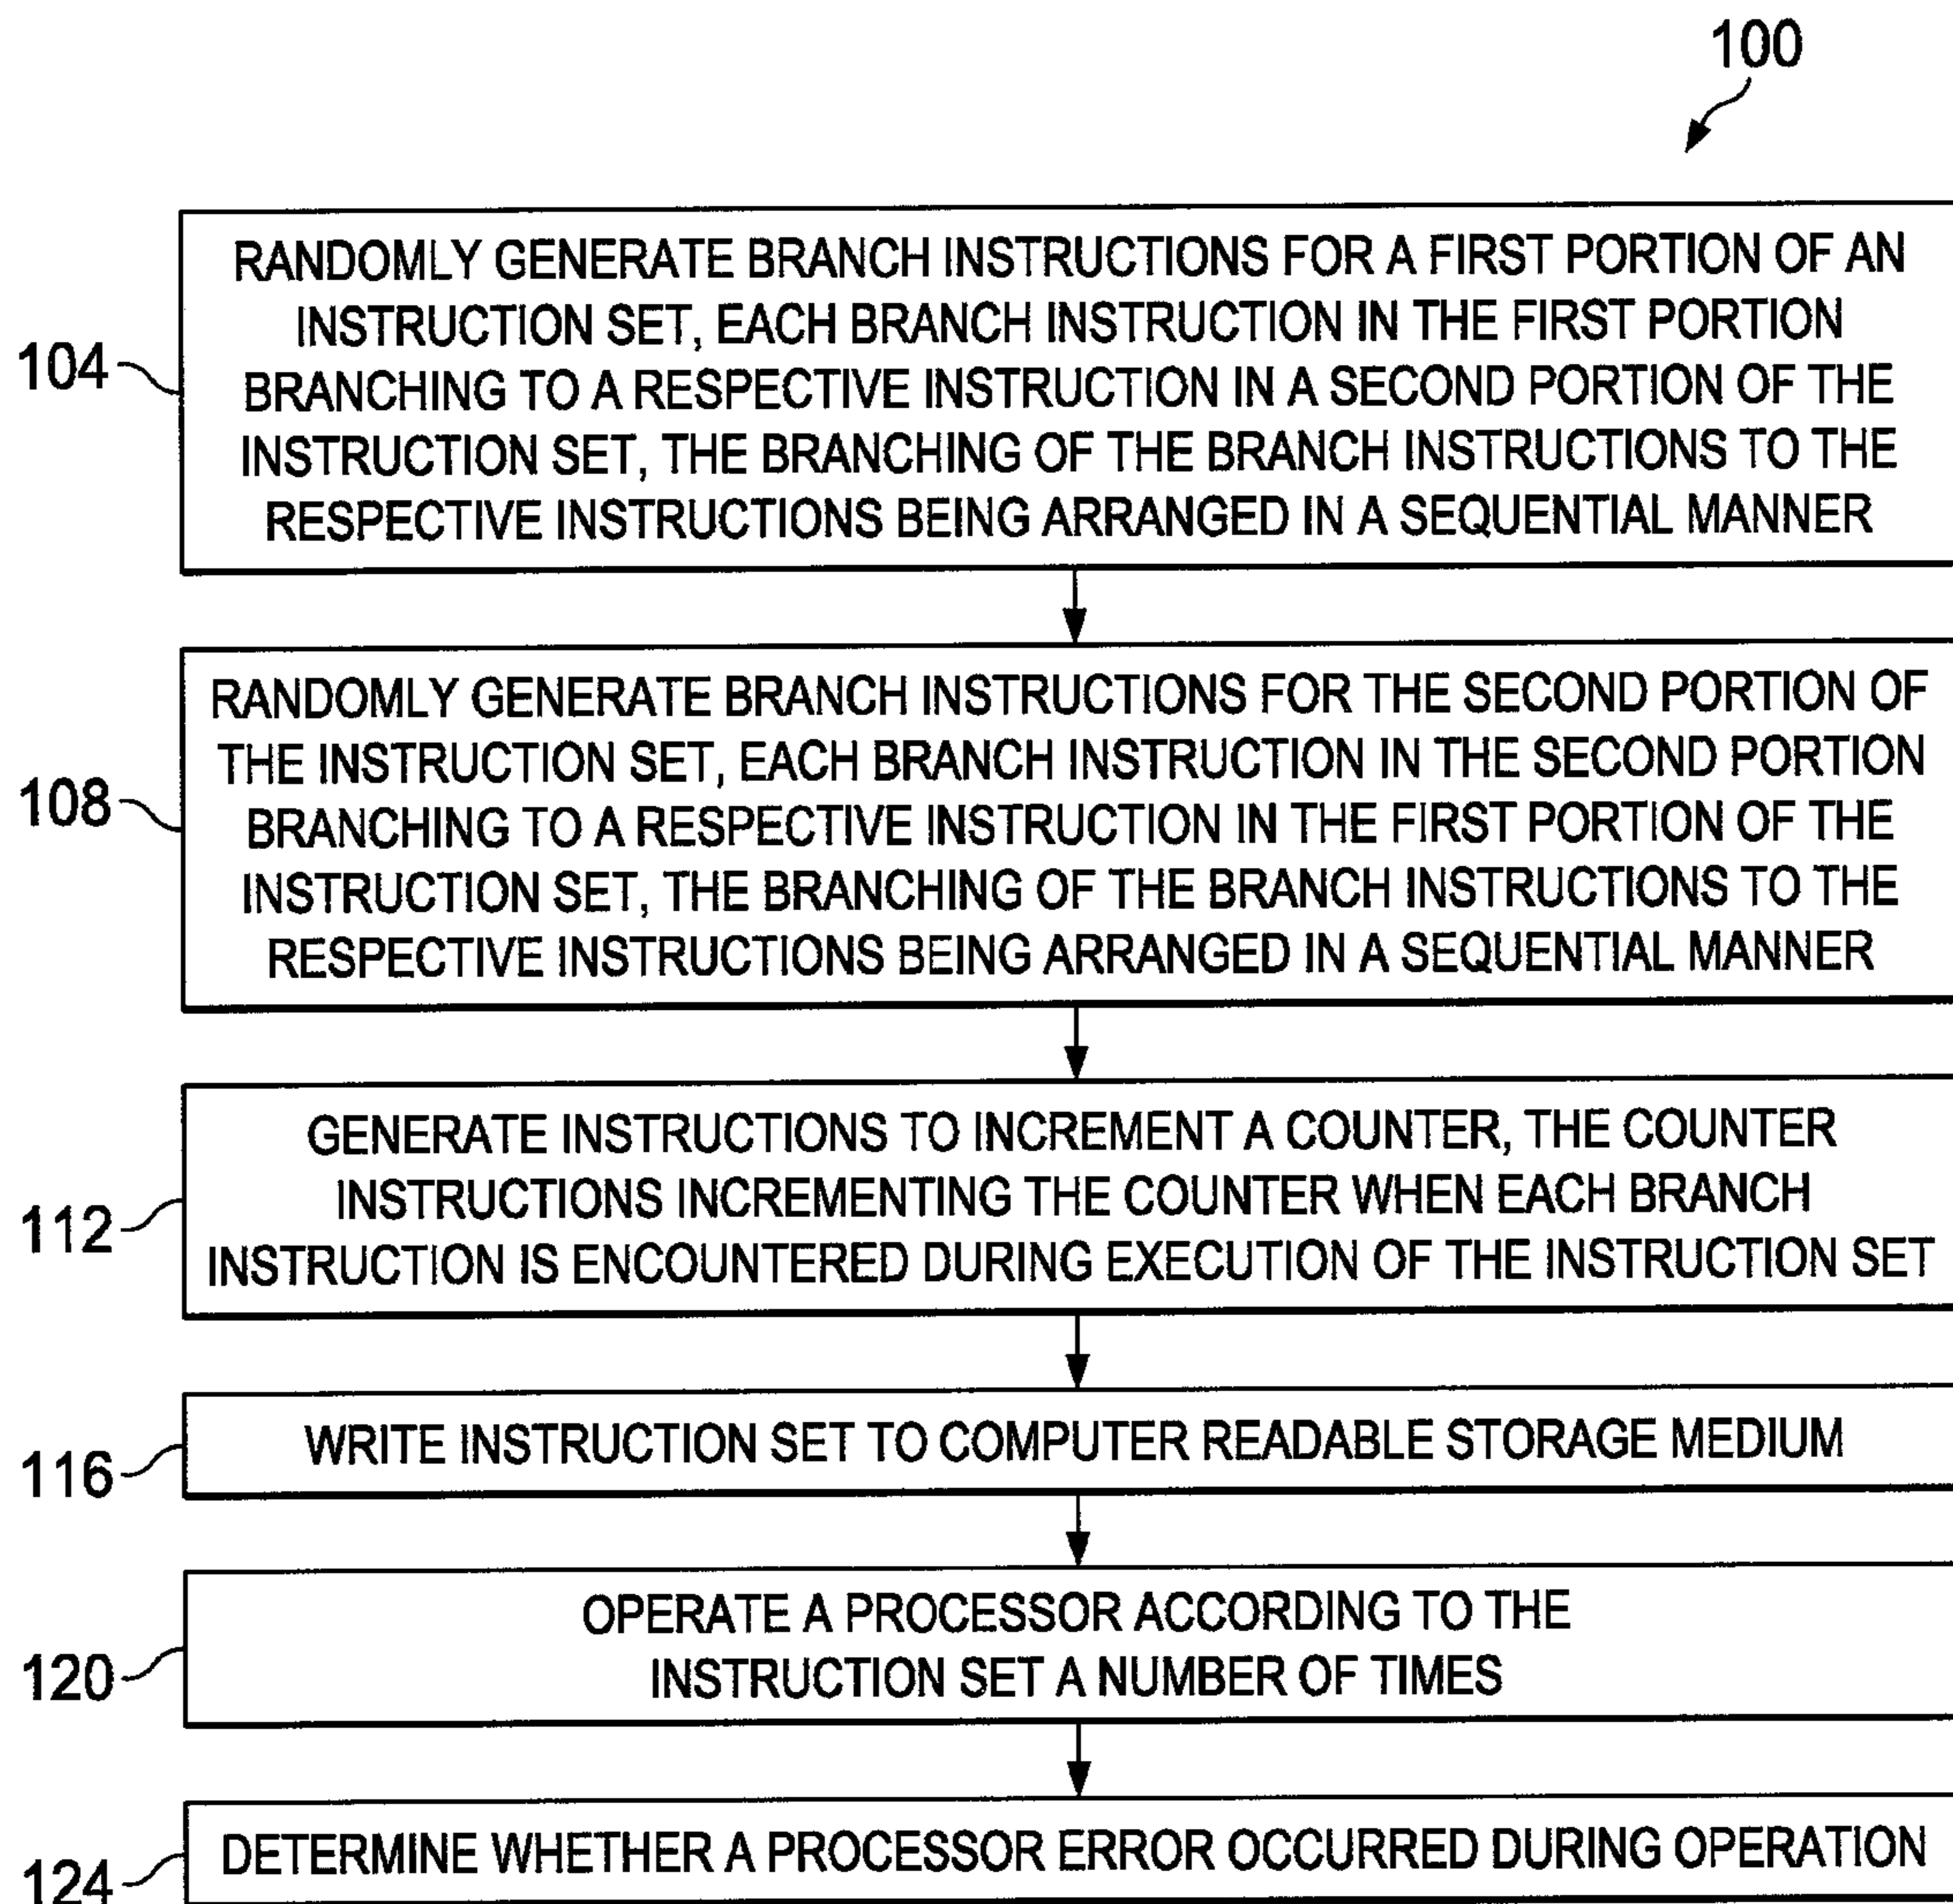 100
RANDOMLY GENERATE BRANCH INSTRUCTIONS FOR A FIRST PORTION OF AN
INSTRUCTION SET, EACH BRANCH INSTRUCTION IN THE FIRST PORTION
BRANCHING TO A RESPECTIVE INSTRUCTION IN A SECOND PORTION OF THE
INSTRUCTION SET, THE BRANCHING OF THE BRANCH INSTRUCTIONS TO THE
RESPECTIVE INSTRUCTIONS BEING ARRANGED IN A SEQUENTIAL MANNER
104
RANDOMLY GENERATE BRANCH INSTRUCTIONS FOR THE SECOND PORTION OF
THE INSTRUCTION SET, EACH BRANCH INSTRUCTION IN THE SECOND PORTION
BRANCHING TO A RESPECTIVE INSTRUCTION IN THE FIRST PORTION OF THE
INSTRUCTION SET, THE BRANCHING OF THE BRANCH INSTRUCTIONS TO THE
RESPECTIVE INSTRUCTIONS BEING ARRANGED IN A SEQUENTIAL MANNER
108
GENERATE INSTRUCTIONS TO INCREMENT A COUNTER, THE COUNTER
INSTRUCTIONS INCREMENTING THE COUNTER WHEN EACH BRANCH
INSTRUCTION IS ENCOUNTERED DURING EXECUTION OF THE INSTRUCTION SET
112
WRITE INSTRUCTION SET TO COMPUTER READABLE STORAGE MEDIUM
116
OPERATE A PROCESSOR ACCORDING TO THE
INSTRUCTION SET A NUMBER OF TIMES
120
DETERMINE WHETHER A PROCESSOR ERROR OCCURRED DURING OPERATION
124